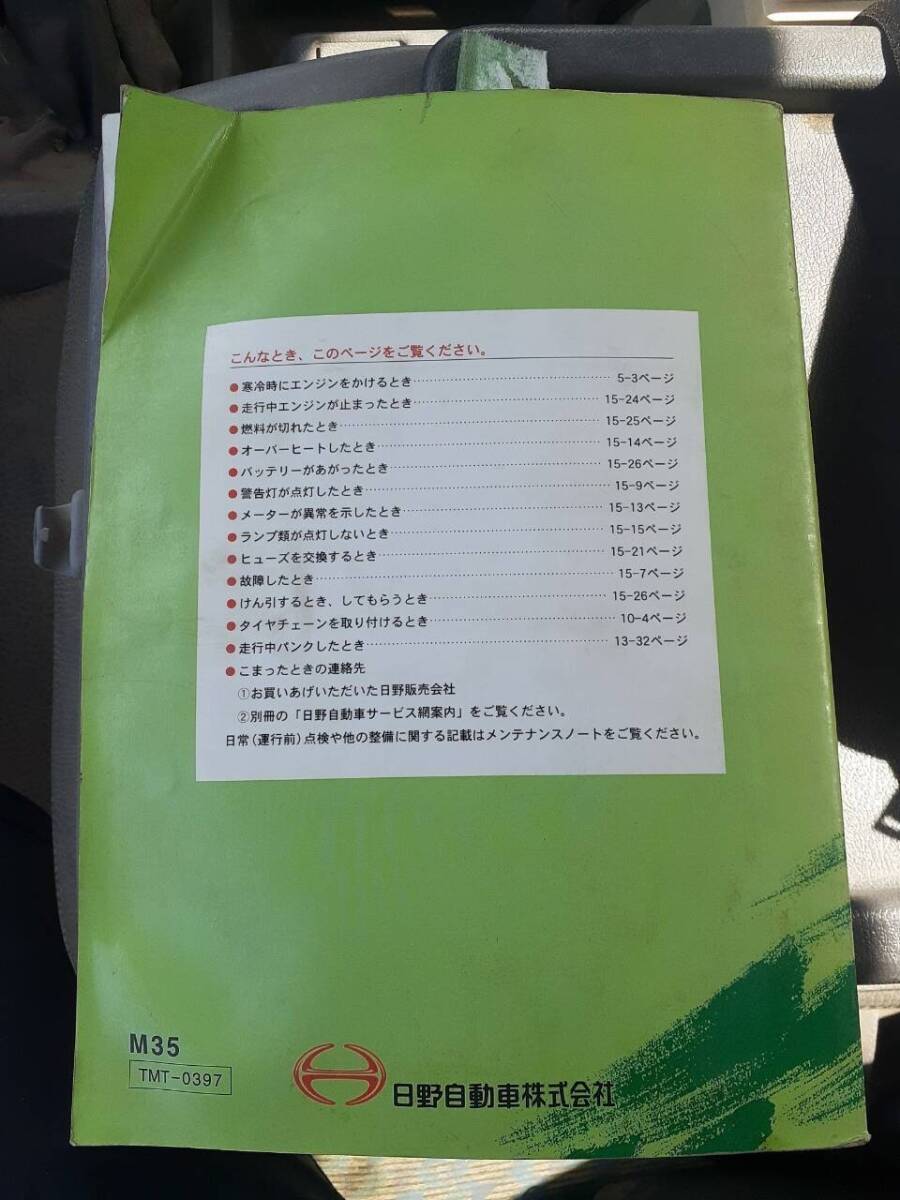 こんなとき、このページをご覧ください。
●寒冷時にエンジンをかけるとき……5-3ページ
●走行中エンジンが止まったとき……15-24ページ
●燃料が切れたとき……15-25ページ
●オーバーヒートしたとき……15-14ページ
●バッテリーがあがったとき……15-26ページ
●警告灯が点灯したとき……15-9ページ
●メーターが異常を示したとき……15-13ページ
●ランプ類が点灯しないとき……15-15ページ
●ヒューズを交換するとき……15-21ページ
●故障したとき……15-7ページ
●けん引するとき、してもらうとき……15-26ページ
●タイヤチェーンを取り付けるとき……10-4ページ
●走行中パンクしたとき……13-32ページ
●こまったときの連絡先
①お買いあげいただいた日野販売会社
②別冊の「日野自動車サービス網案内」をご覧ください。
日常(運行前)点検や他の整備に関する記載はメンテナンスノートをご覧ください。
M35
TMT-0397
日野自動車株式会社